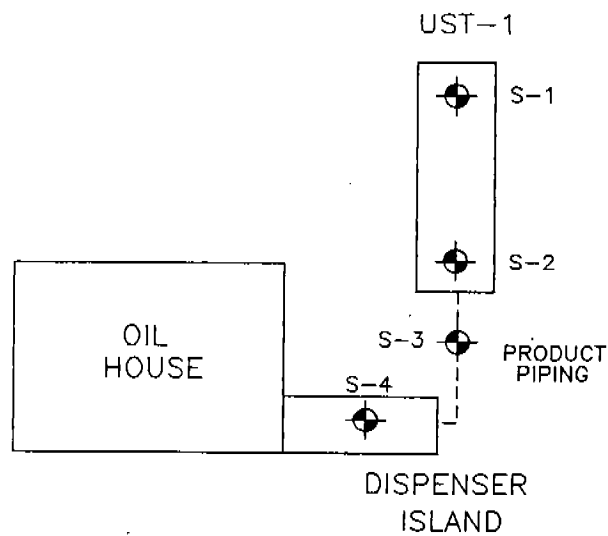 UST-1
S-1
S-2
S-3
PRODUCT
PIPING
OIL
HOUSE
S-4
DISPENSER
ISLAND